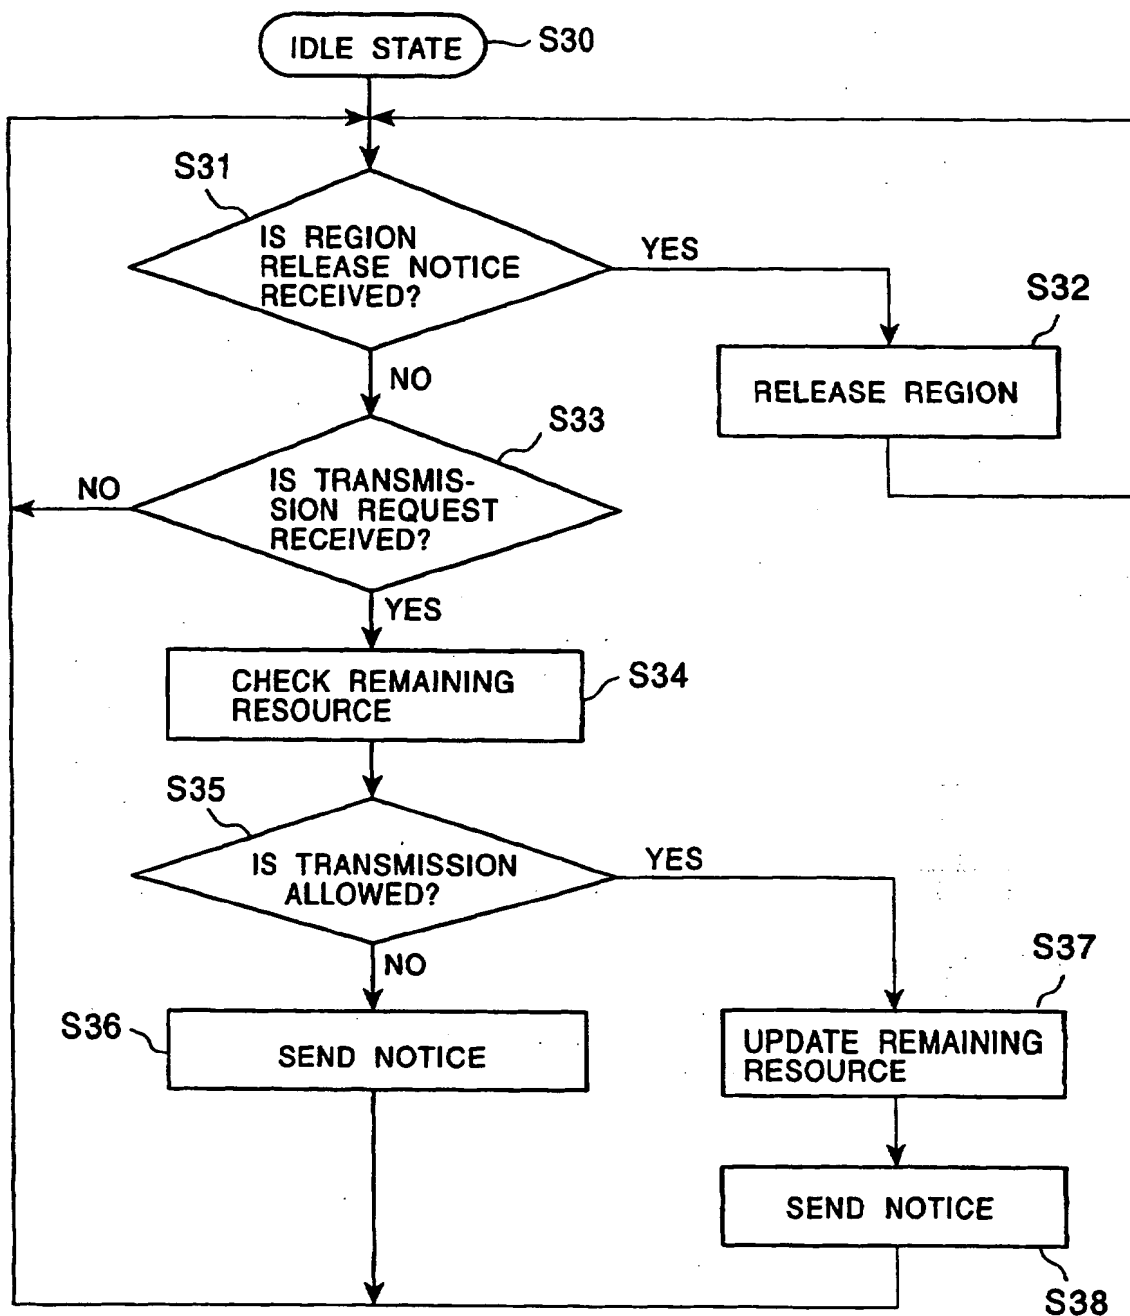 IDLE STATE
S30
S31
IS REGION
RELEASE NOTICE
RECEIVED?
YES
S32
RELEASE REGION
NO
S33
IS TRANSMIS-
SION REQUEST
RECEIVED?
NO
YES
CHECK REMAINING
RESOURCE
S34
S35
IS TRANSMISSION
ALLOWED?
YES
NO
S36
SEND NOTICE
S37
UPDATE REMAINING
RESOURCE
SEND NOTICE
S38